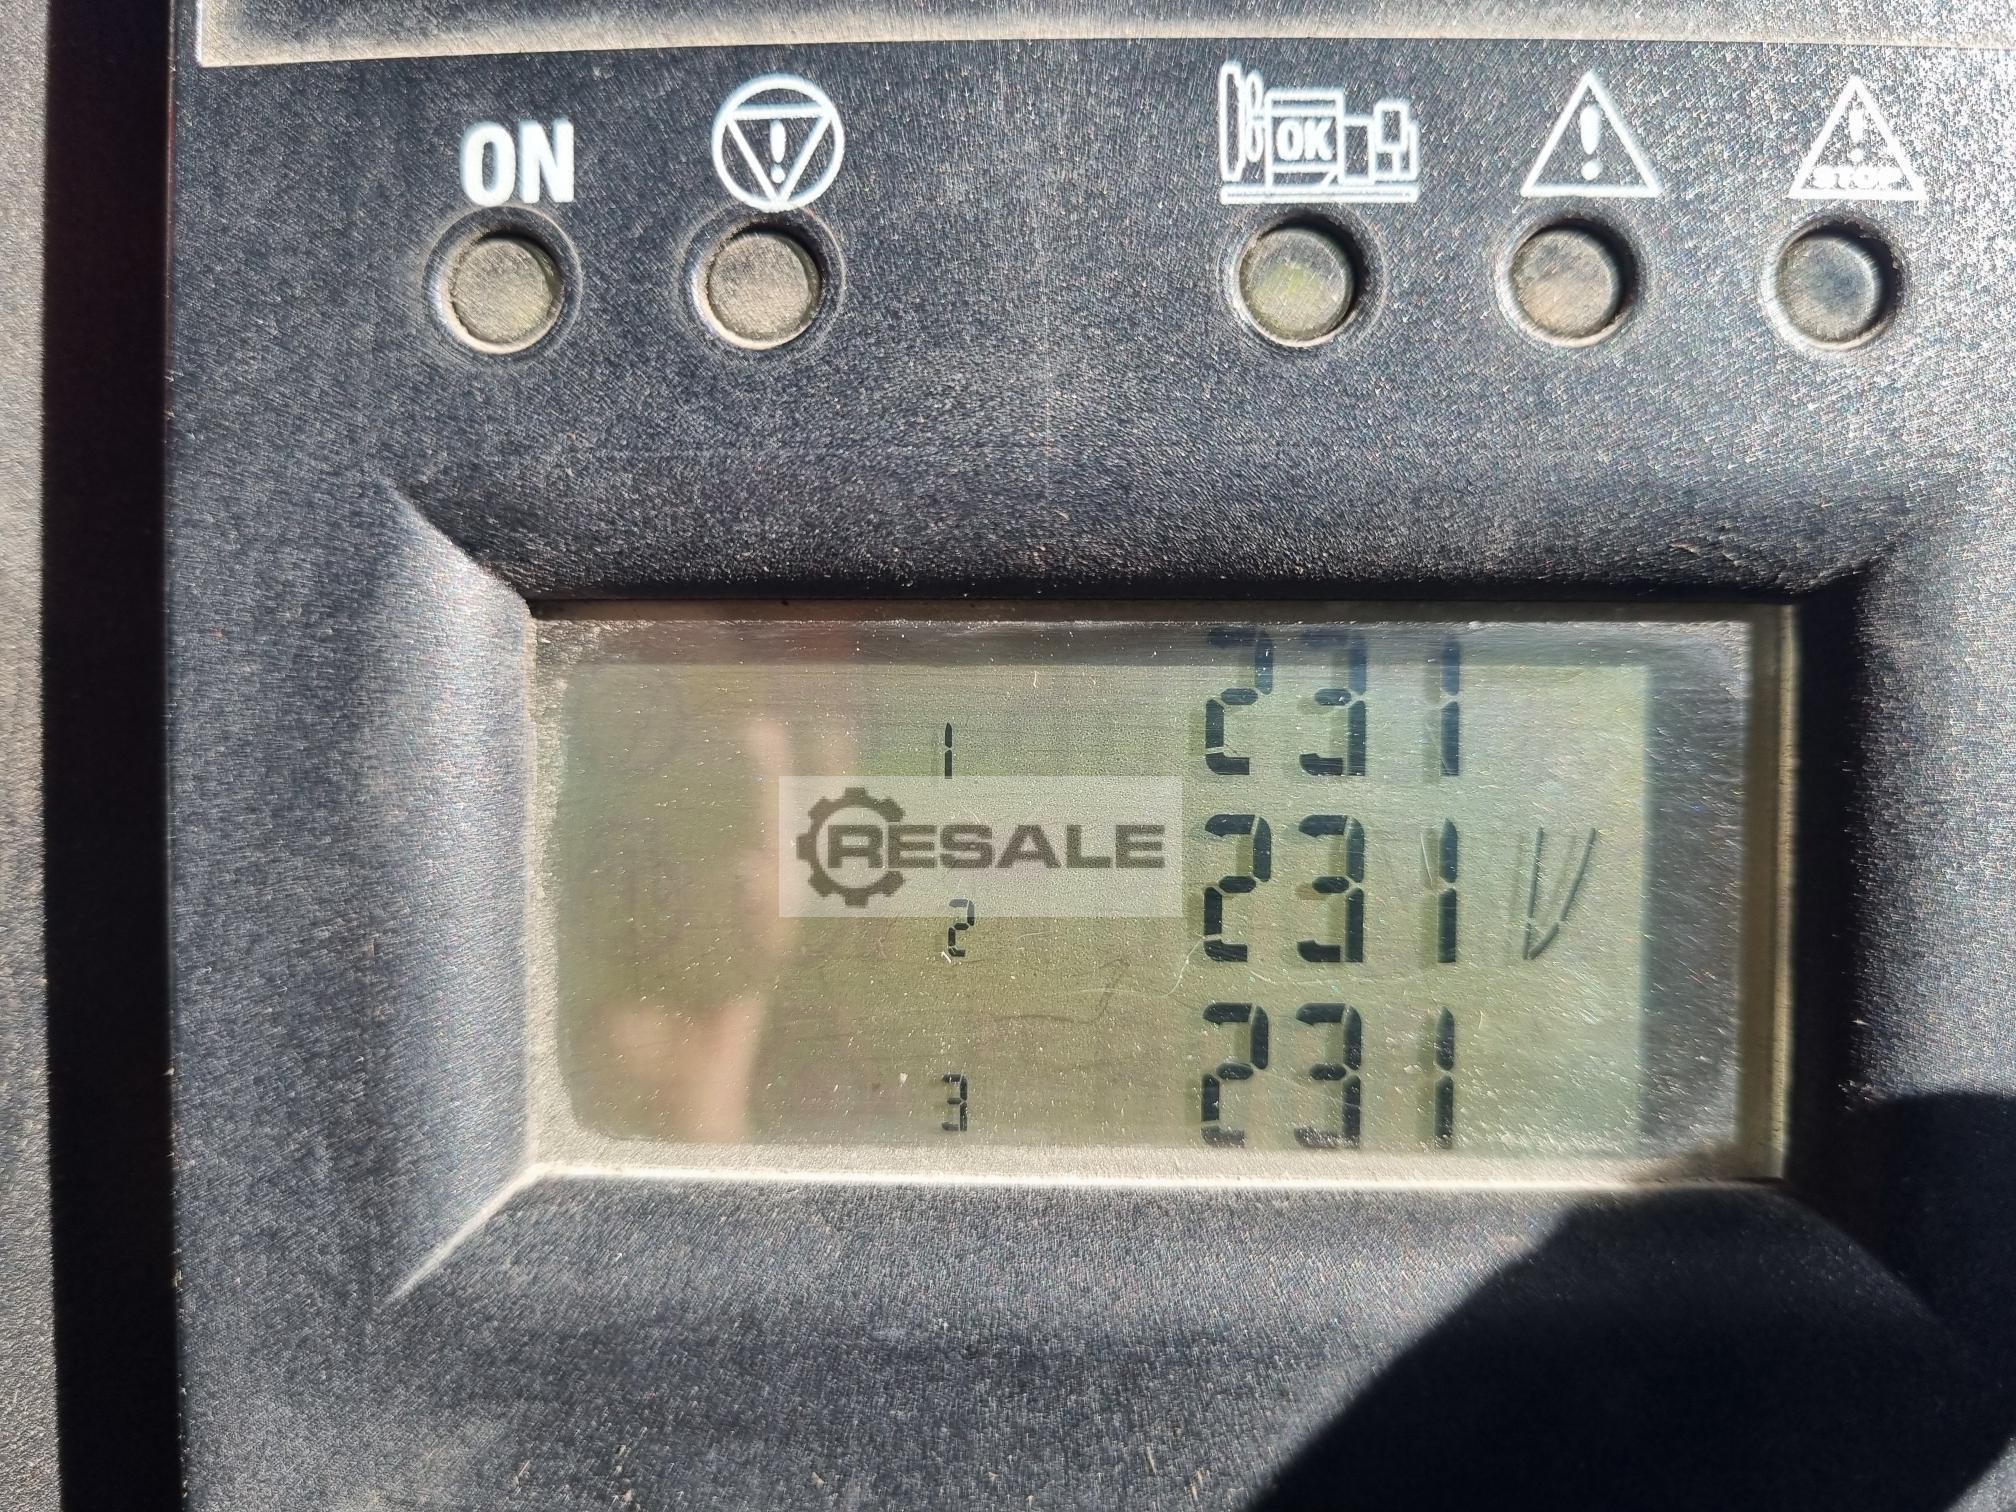 ON
!
OK
!
!
STOP
1 231
RESALE
2 231 V
3 231